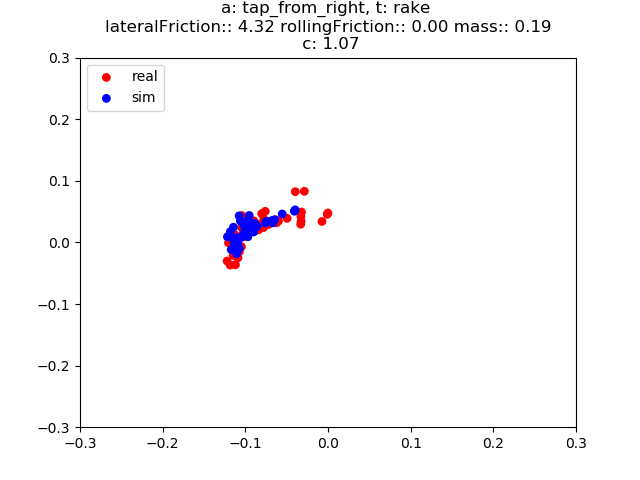 a: tap_from_right, t: rake
lateralFriction:: 4.32 rollingFriction:: 0.00 mass:: 0.19
c: 1.07
real
sim
0.3
0.2
0.1
0.0
−0.1
−0.2
−0.3
−0.3 −0.2 −0.1 0.0 0.1 0.2 0.3